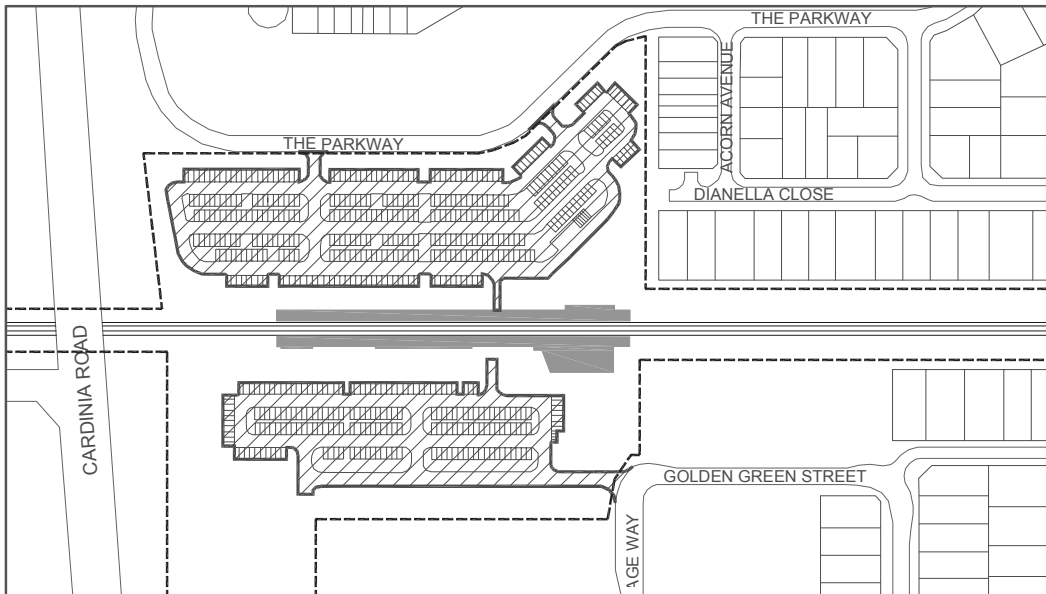 THE PARKWAY
ACORN AVENUE
THE PARKWAY
DIANELLA CLOSE
CARDINIA ROAD
GOLDEN GREEN STREET
AGE WAY